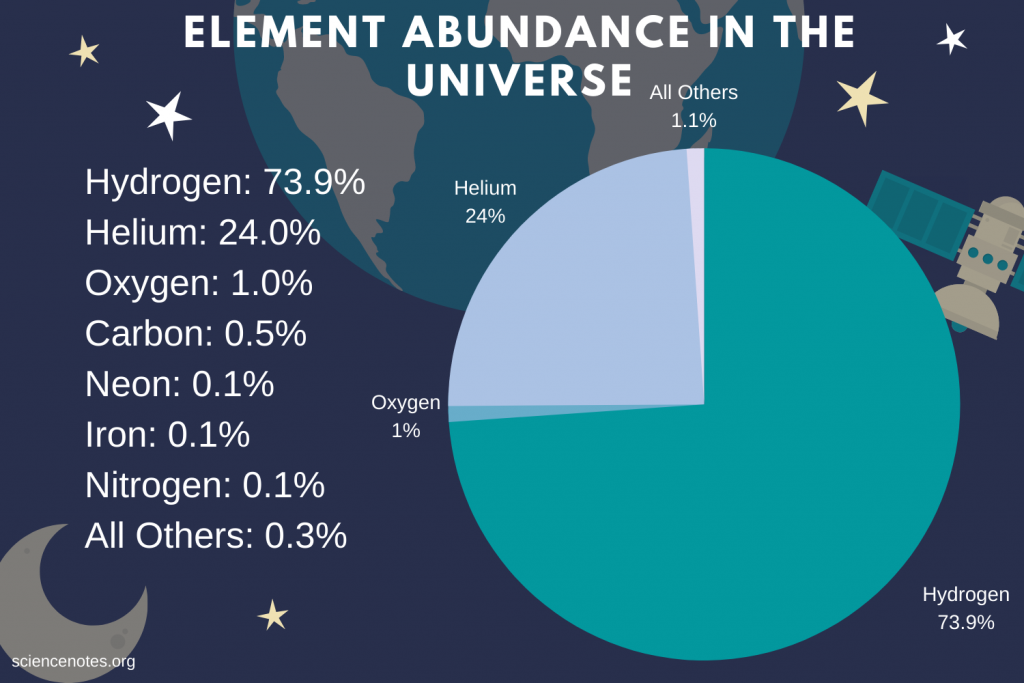 ELEMENT ABUNDANCE IN THE
UNIVERSE
Hydrogen: 73.9%
Helium: 24.0%
Oxygen: 1.0%
Carbon: 0.5%
Neon: 0.1%
Iron: 0.1%
Nitrogen: 0.1%
All Others: 0.3%
All Others
1.1%
Helium
24%
Oxygen
1%
Hydrogen
73.9%
sciencenotes.org